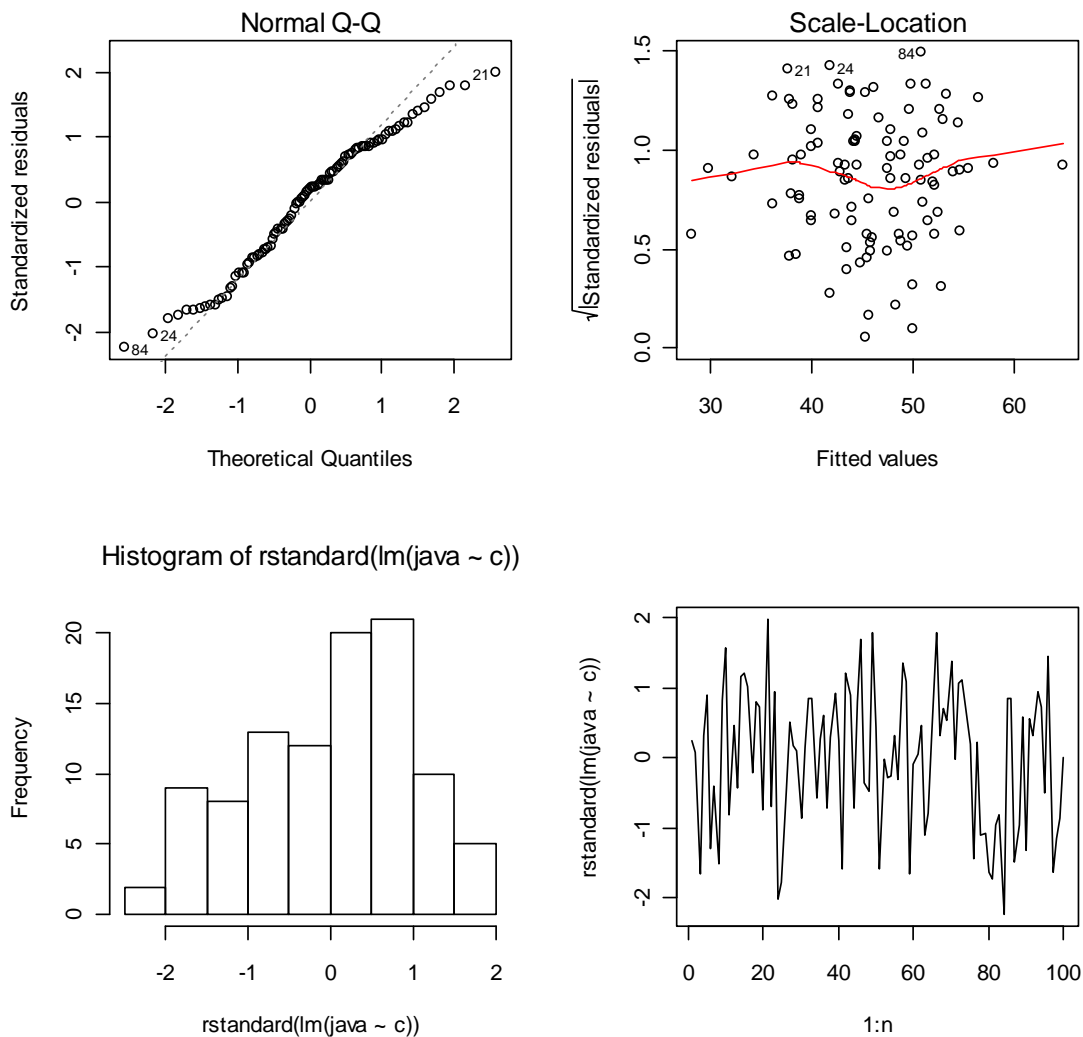 Normal Q-Q
Standardized residuals
2
1
0
-1
-2
21
24
84
-2 -1 0 1 2
Theoretical Quantiles
Scale-Location
√|Standardized residuals|
1.5
1.0
0.5
0.0
21
24
84
30 40 50 60
Fitted values
Histogram of rstandard(lm(java ~ c))
Frequency
20
15
10
5
0
-2 -1 0 1 2
rstandard(lm(java ~ c))
rstandard(lm(java ~ c))
2
1
0
-1
-2
0 20 40 60 80 100
1:n